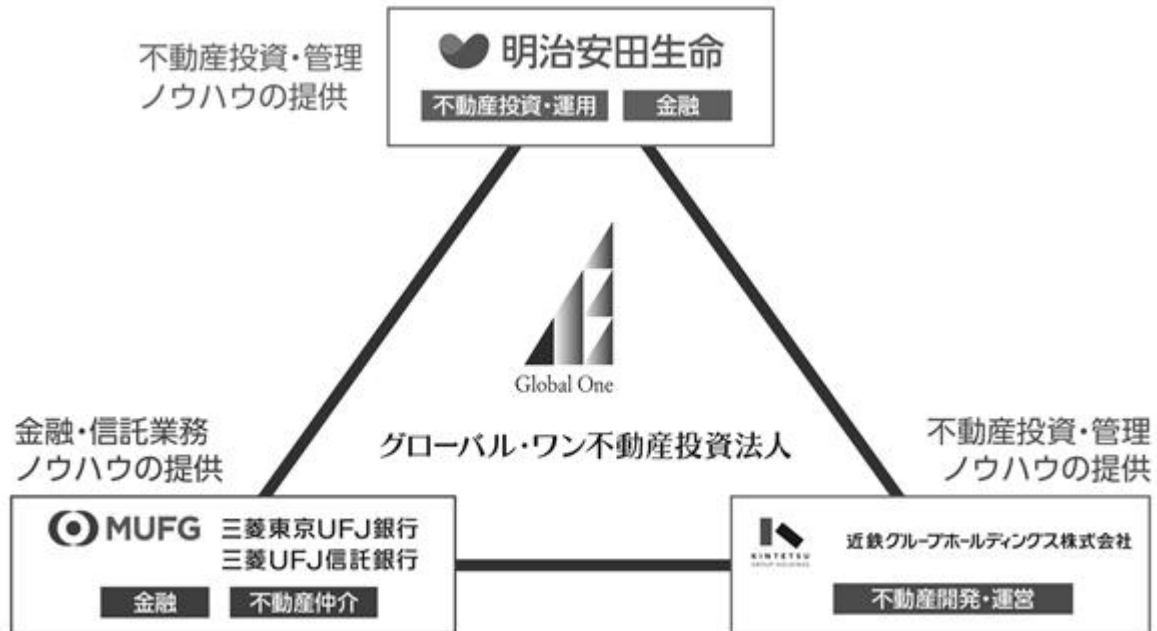 不動産投資・管理
ノウハウの提供
明治安田生命
不動産投資・運用
金融
Global One
グローバル・ワン不動産投資法人
金融・信託業務
ノウハウの提供
MUFG
三菱東京UFJ銀行
三菱UFJ信託銀行
金融
不動産仲介
不動産投資・管理
ノウハウの提供
KINTETSU
GROUP HOLDINGS
近鉄グループホールディングス株式会社
不動産開発・運営